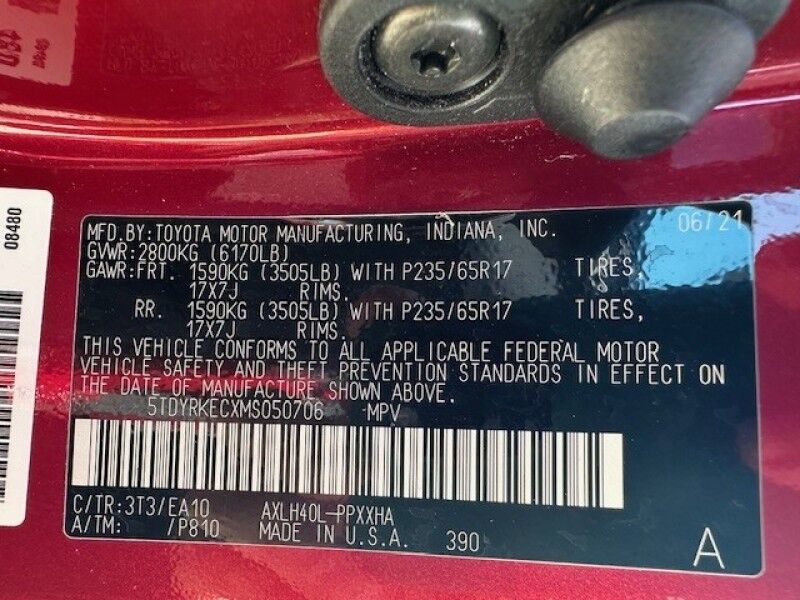 08480
MFD.BY:TOYOTA MOTOR MANUFACTURING, INDIANA, INC. 06/21
GVWR:2800KG (6170LB)
GAWR:FRT. 1590KG (3505LB) WITH P235/65R17 TIRES,
17X7J RIMS.
RR. 1590KG (3505LB) WITH P235/65R17 TIRES,
17X7J RIMS.
THIS VEHICLE CONFORMS TO ALL APPLICABLE FEDERAL MOTOR
VEHICLE SAFETY AND THEFT PREVENTION STANDARDS IN EFFECT ON
THE DATE OF MANUFACTURE SHOWN ABOVE.
5TDYRKECXMS050706 MPV
C/TR:3T3/EA10 AXLH40L-PPXXHA
A/TM: /P810 MADE IN U.S.A. 390
A